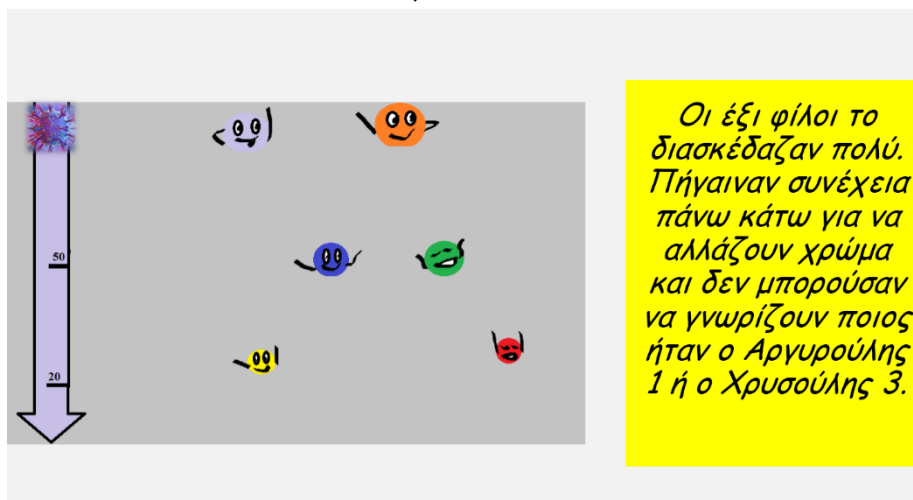 50
20
Οι έξι φίλοι το
διασκέδαζαν πολύ.
Πήγαιναν συνέχεια
πάνω κάτω για να
αλλάζουν χρώμα
και δεν μπορούσαν
να γνωρίζουν ποιος
ήταν ο Αργυρούλης
1 ή ο Χρυσούλης 3.